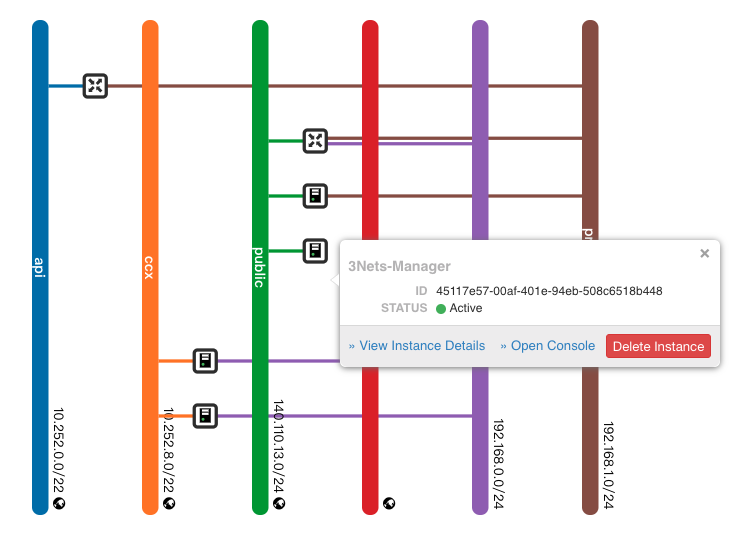 api
10.252.0.0/22
ccx
10.252.8.0/22
public
140.110.13.0/24
192.168.0.0/24
192.168.1.0/24
3Nets-Manager
×
ID 45117e57-00af-401e-94eb-508c6518b448
STATUS Active
» View Instance Details » Open Console Delete Instance